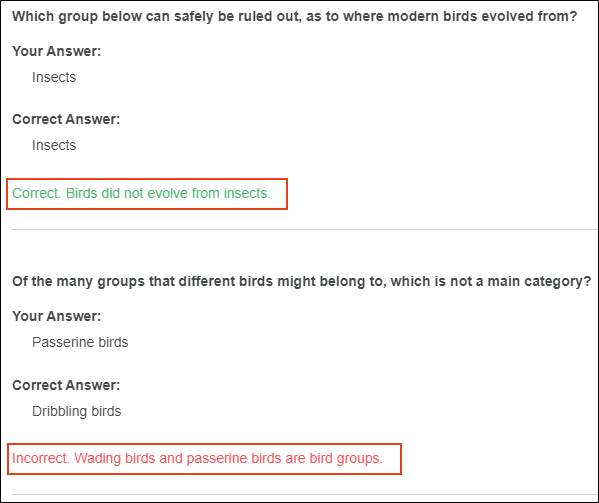 Which group below can safely be ruled out, as to where modern birds evolved from?
Your Answer:
Insects
Correct Answer:
Insects
Correct. Birds did not evolve from insects.
Of the many groups that different birds might belong to, which is not a main category?
Your Answer:
Passerine birds
Correct Answer:
Dribbling birds
Incorrect. Wading birds and passerine birds are bird groups.